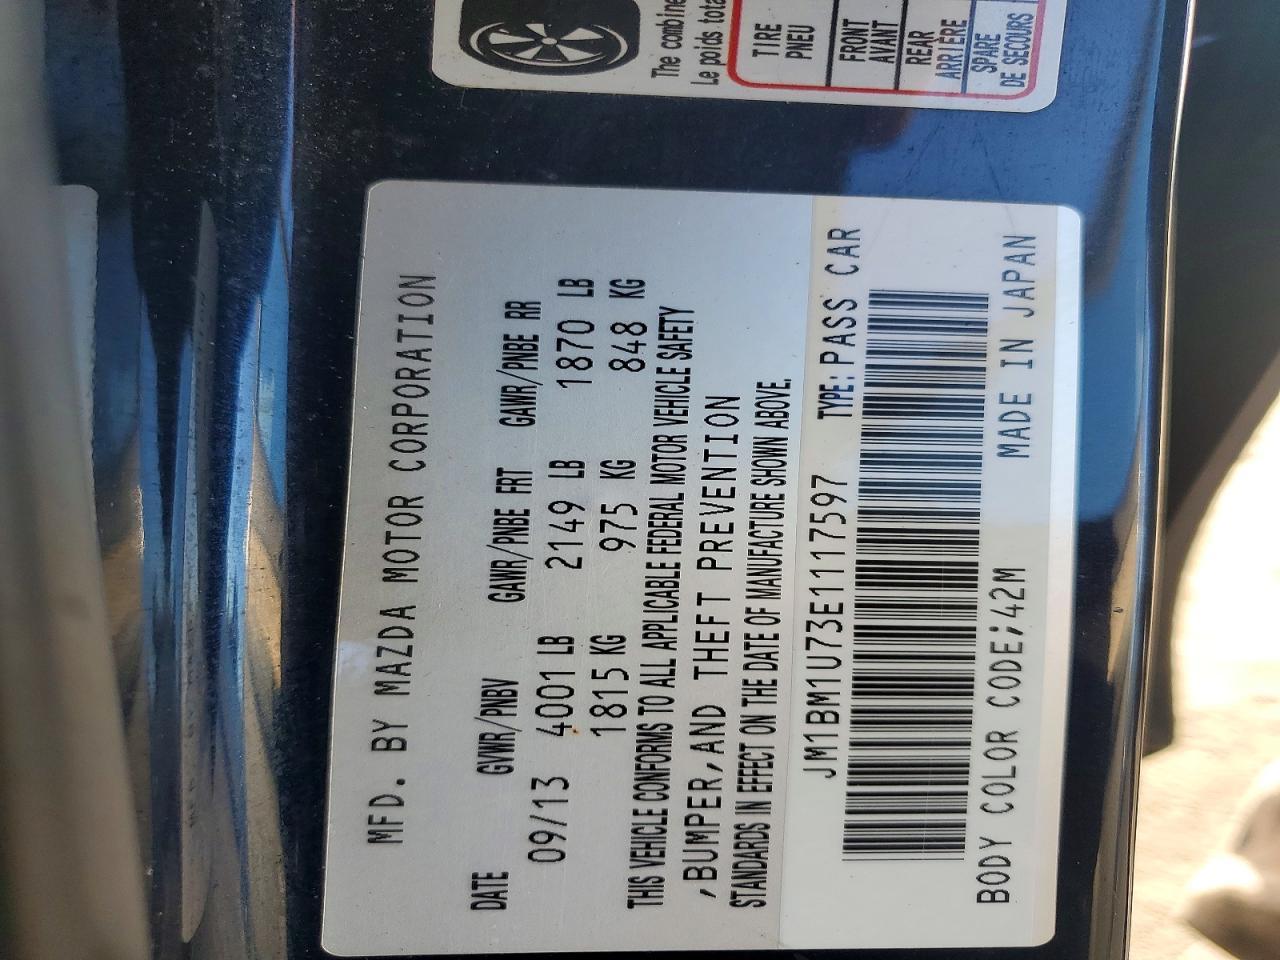 The combine
Le poids tota
TIRE
PNEU
FRONT
AVANT
REAR
ARRIÈRE
SPARE
DE SECOURS
MFD. BY MAZDA MOTOR CORPORATION
DATE GVWR/PNBV GAWR/PNBE FRT GAWR/PNBE RR
09/13 4001 LB 2149 LB 1870 LB
1815 KG 975 KG 848 KG
THIS VEHICLE CONFORMS TO ALL APPLICABLE FEDERAL MOTOR VEHICLE SAFETY
,BUMPER,AND THEFT PREVENTION
STANDARDS IN EFFECT ON THE DATE OF MANUFACTURE SHOWN ABOVE.
JM1BM1U73E1117597 TYPE:PASS CAR
BODY COLOR CODE;42M MADE IN JAPAN